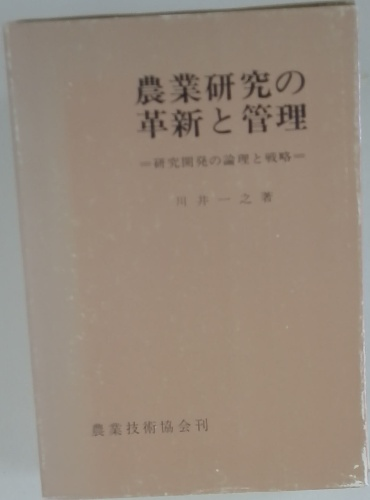 農業研究の
革新と管理
=研究開発の論理と戦略=
川井一之著
農業技術協会刊